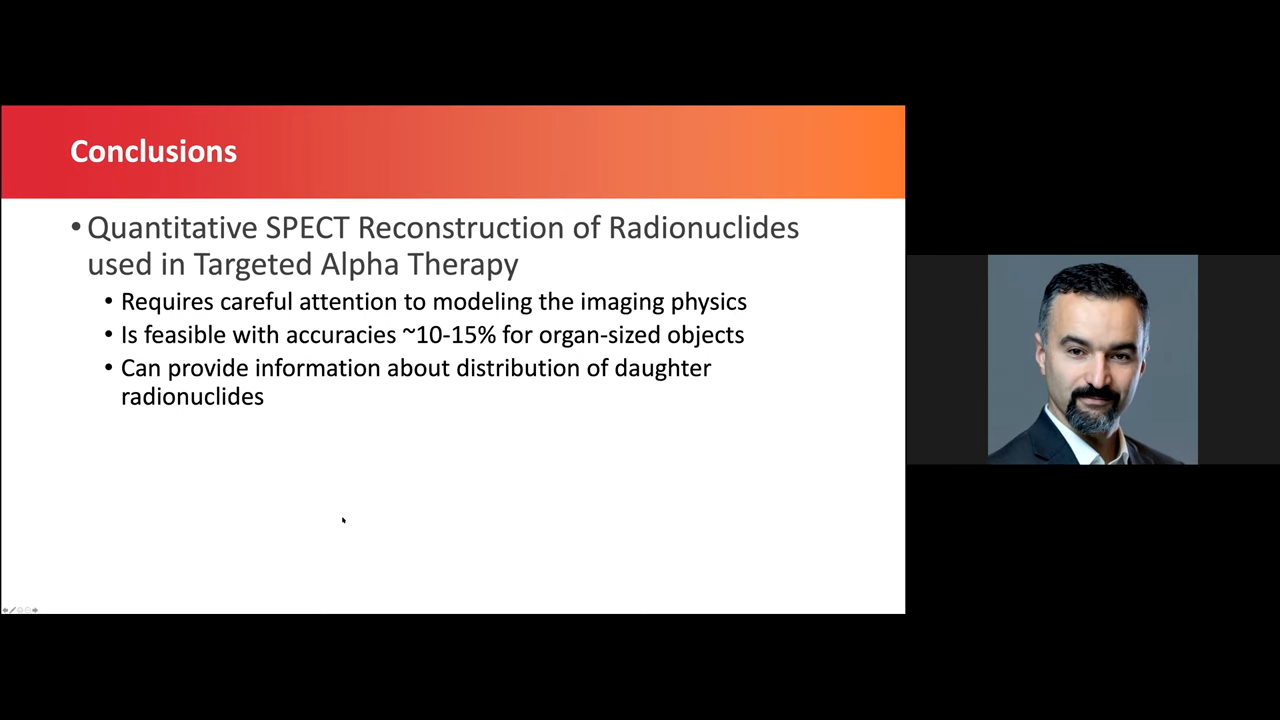 Conclusions
• Quantitative SPECT Reconstruction of Radionuclides
used in Targeted Alpha Therapy
• Requires careful attention to modeling the imaging physics
• Is feasible with accuracies ~10-15% for organ-sized objects
• Can provide information about distribution of daughter
radionuclides